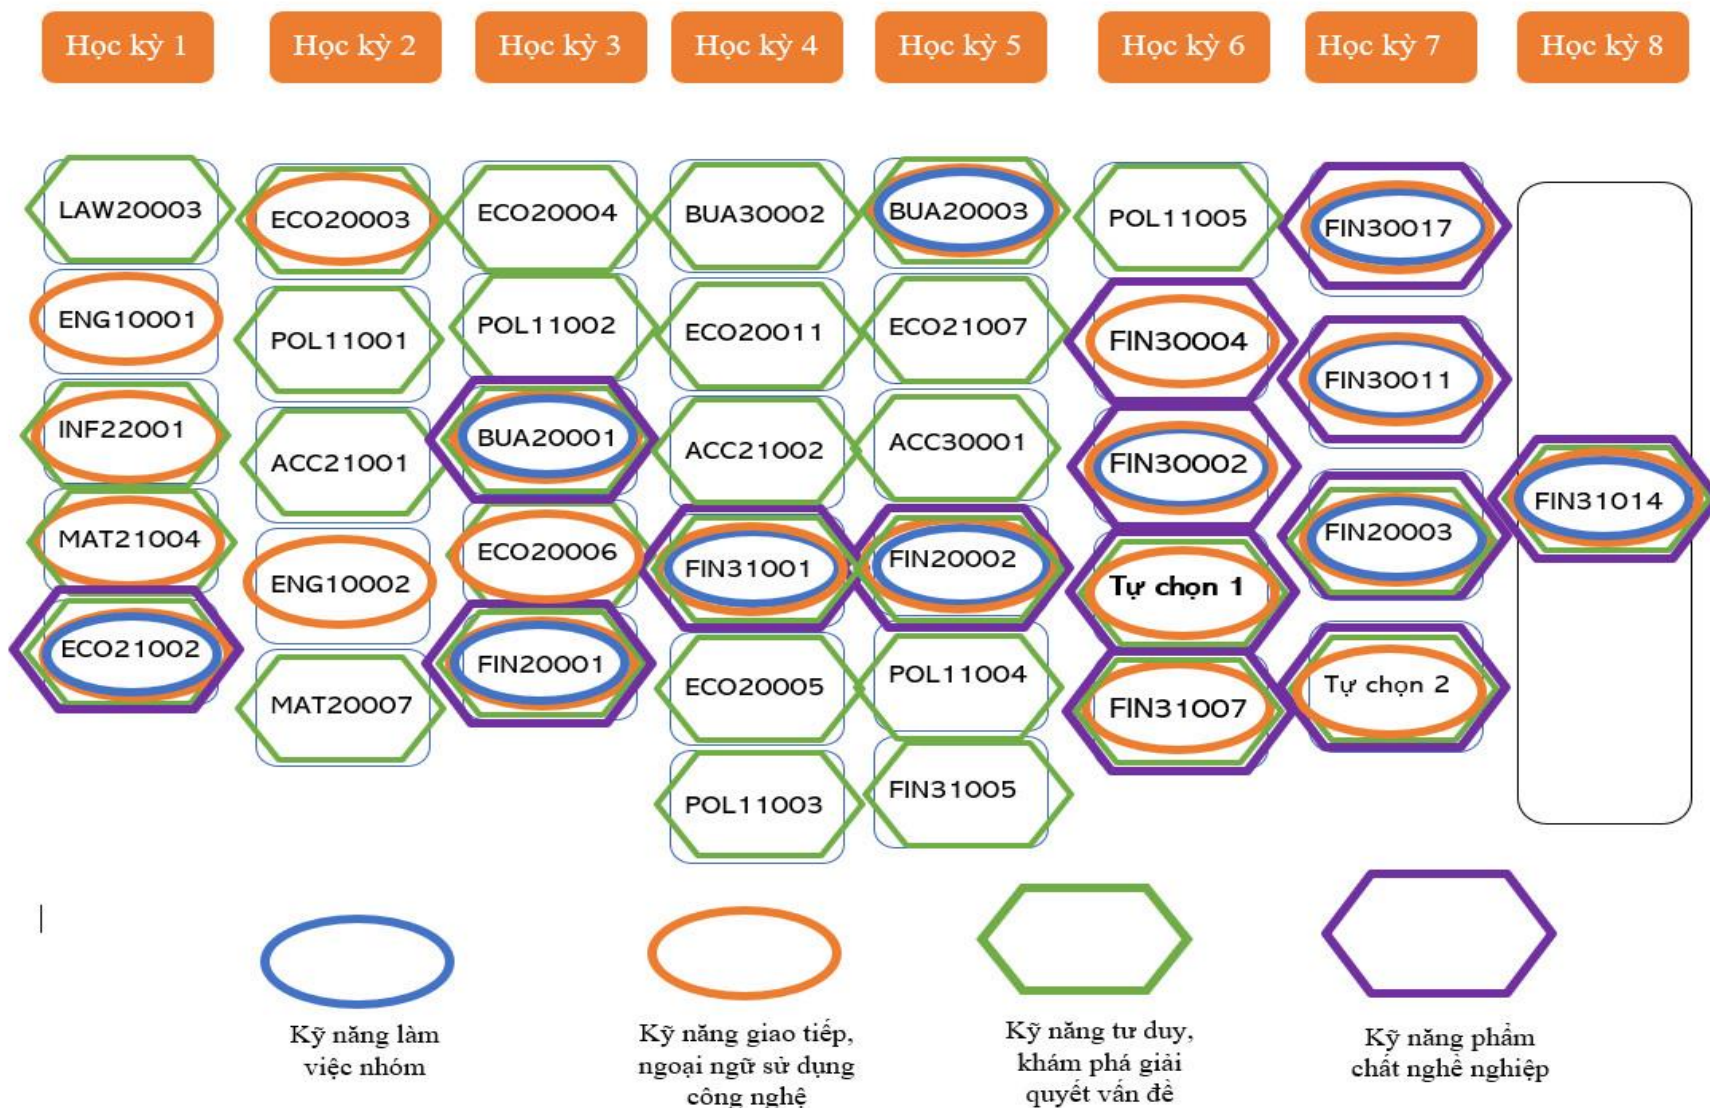 Học kỳ 1
Học kỳ 2
Học kỳ 3
Học kỳ 4
Học kỳ 5
Học kỳ 6
Học kỳ 7
Học kỳ 8
LAW20003
ENG10001
INF22001
MAT21004
ECO21002
ECO20003
POL11001
ACC21001
ENG10002
MAT20007
ECO20004
POL11002
BUA20001
ECO20006
FIN20001
BUA30002
ECO20011
ACC21002
FIN31001
ECO20005
POL11003
BUA20003
ECO21007
ACC30001
FIN20002
POL11004
FIN31005
POL11005
FIN30004
FIN30002
Tự chọn 1
FIN31007
FIN30017
FIN30011
FIN20003
Tự chọn 2
FIN31014
Kỹ năng làm
việc nhóm
Kỹ năng giao tiếp,
ngoại ngữ sử dụng
công nghệ
Kỹ năng tư duy,
khám phá giải
quyết vấn đề
Kỹ năng phẩm
chất nghề nghiệp